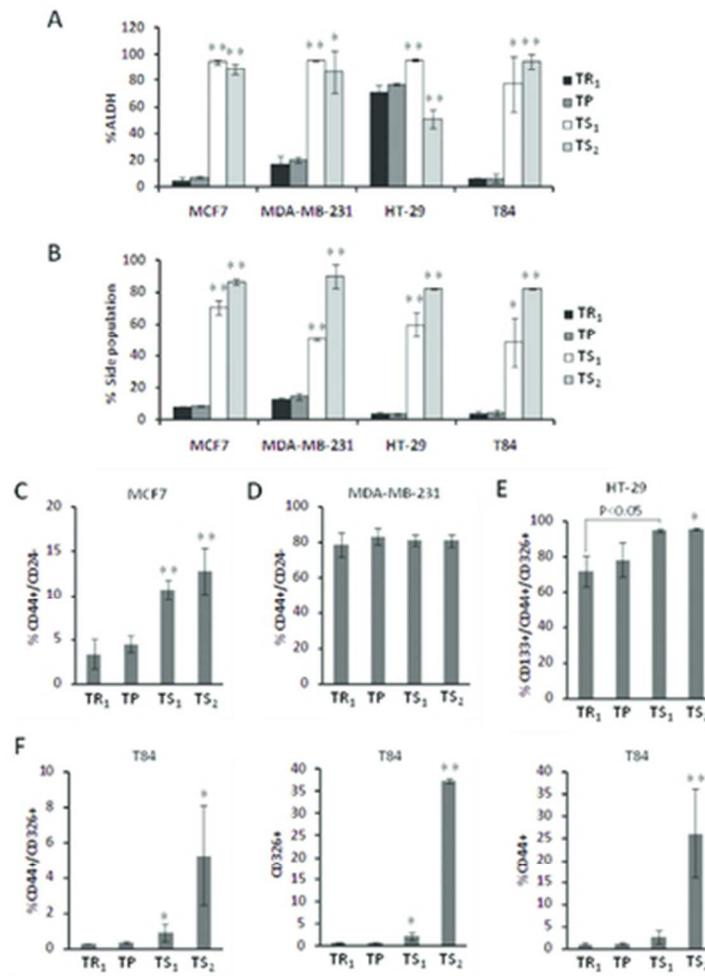 A
120
100
80
60
40
20
0
% ALDH
** ** ** * ** ** * **
MCF7 MDA-MB-231 HT-29 T84
TR1
TP
TS1
TS2
B
100
80
60
40
20
0
% Side population
** ** ** ** ** ** * **
MCF7 MDA-MB-231 HT-29 T84
TR1
TP
TS1
TS2
C
MCF7
20
15
10
5
0
% CD44+/CD24-
** **
TR1 TP TS1 TS2
D
MDA-MB-231
100
80
60
40
20
0
% CD44+/CD24-
TR1 TP TS1 TS2
E
HT-29
P<0.05
*
100
80
60
40
20
0
% CD133+/CD44+/CD326+
TR1 TP TS1 TS2
F
T84
10
8
6
4
2
0
%CD44+/CD326+
* *
TR1 TP TS1 TS2
T84
40
35
30
25
20
15
10
5
0
CD326+
* **
TR1 TP TS1 TS2
T84
40
35
30
25
20
15
10
5
0
%CD44+
**
TR1 TP TS1 TS2